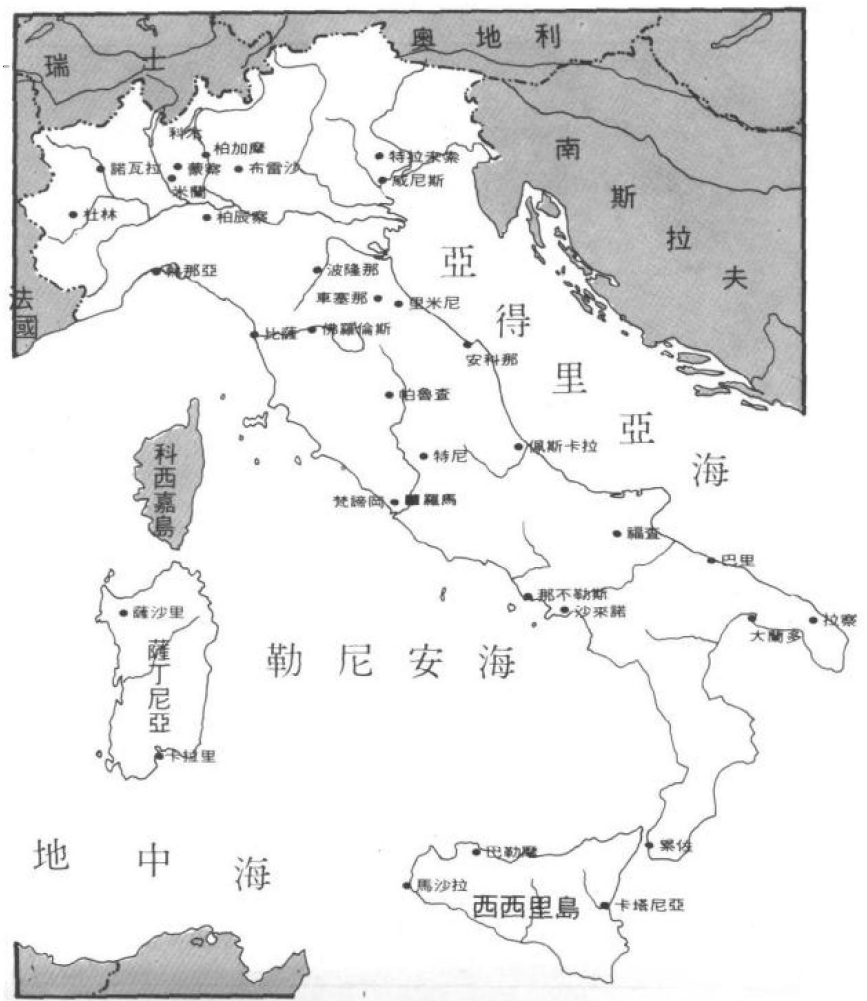 瑞士
奧地利
科木
柏加摩
諾瓦拉
蒙察
布雷沙
米蘭
特拉淮索
威尼斯
南斯拉夫
杜林
柏辰察
熱那亞
波隆那
亞得里亞海
法國
車塞那
里米尼
比薩
佛羅倫斯
安科那
帕魯查
科西嘉島
特尼
佩斯卡拉
梵諦岡
羅馬
福查
巴里
薩沙里
那不勒斯
沙來諾
大蘭多
拉察
薩丁尼亞
勒尼安海
卡拉里
地中海
巴勒摩
累佐
馬沙拉
西西里島
卡塔尼亞